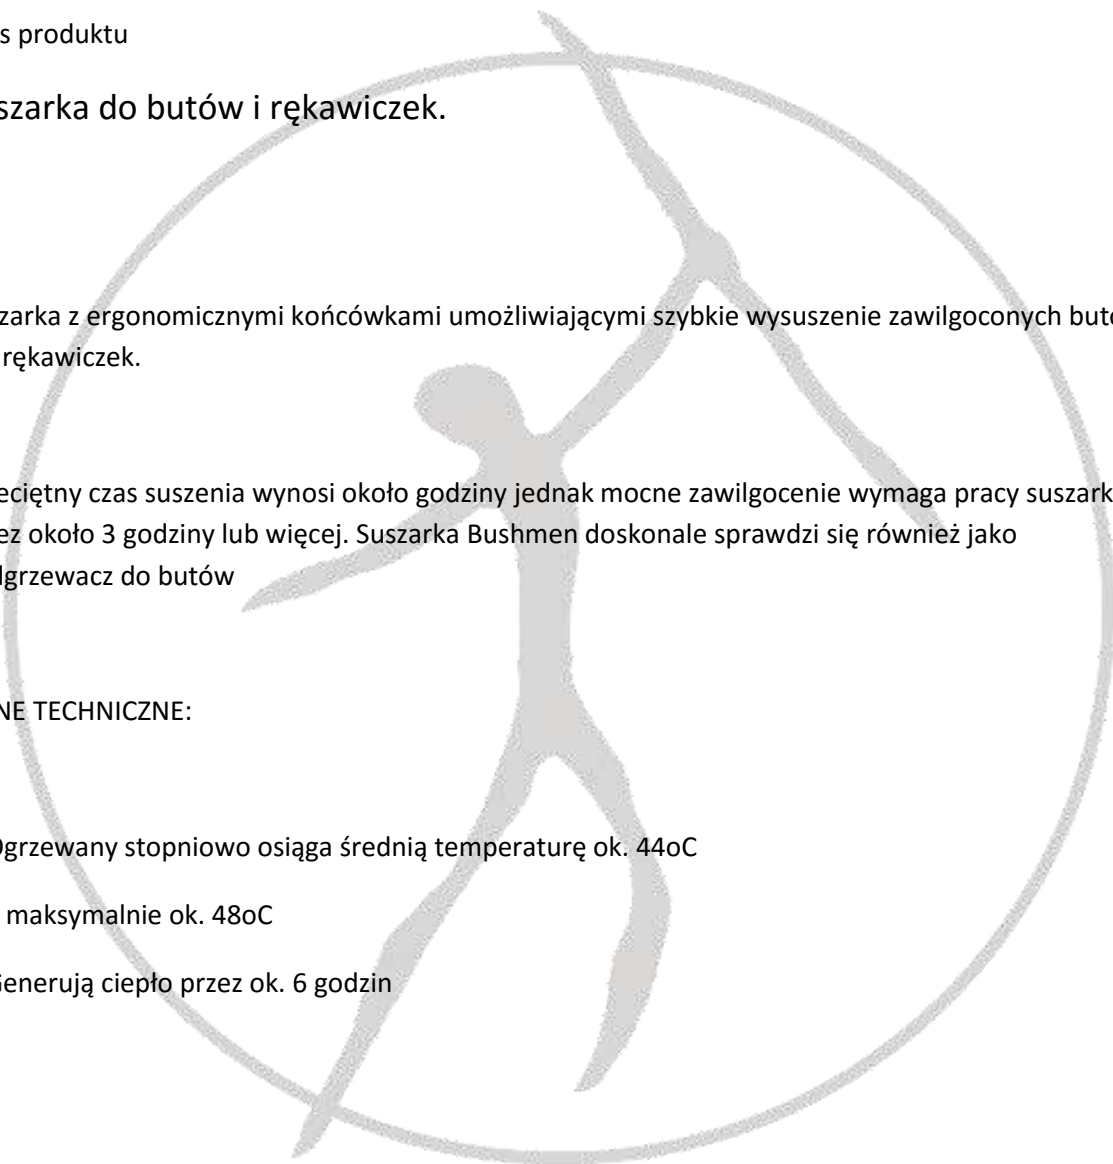 s produktu
szarka do butów i rękawiczek.
zarka z ergonomicznymi końcówkami umożliwiającymi szybkie wysuszenie zawilgoconych butó
rękawiczek.
eciętny czas suszenia wynosi około godziny jednak mocne zawilgocenie wymaga pracy suszark
ez około 3 godziny lub więcej. Suszarka Bushmen doskonale sprawdzi się również jako
dgrzewacz do butów
NE TECHNICZNE:
Ogrzewany stopniowo osiąga średnią temperaturę ok. 44oC
maksymalnie ok. 48oC
Generują ciepło przez ok. 6 godzin